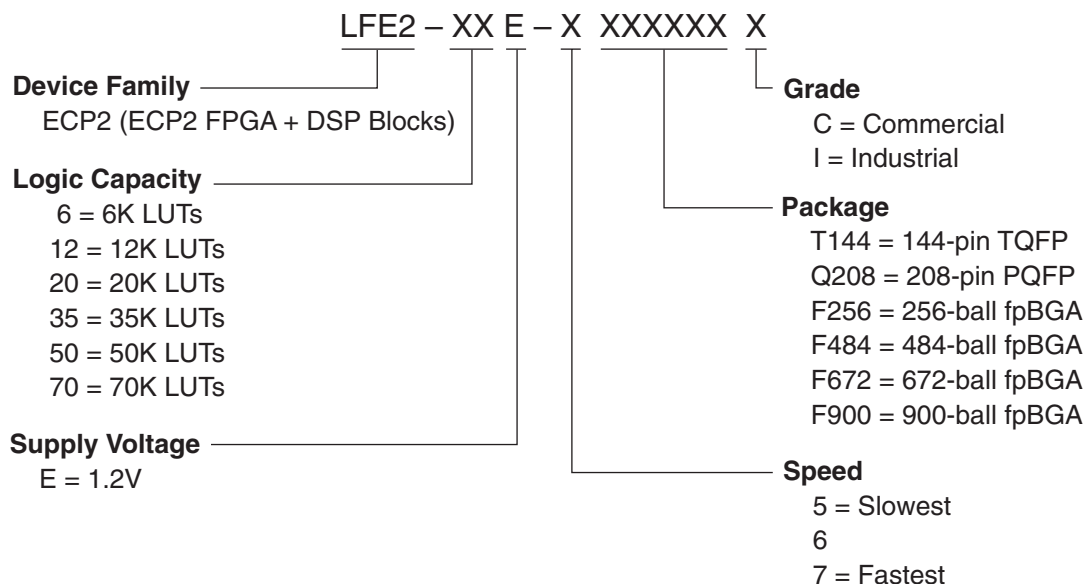 LFE2 – XX E – X XXXXXX X
Device Family
ECP2 (ECP2 FPGA + DSP Blocks)
Logic Capacity
6 = 6K LUTs
12 = 12K LUTs
20 = 20K LUTs
35 = 35K LUTs
50 = 50K LUTs
70 = 70K LUTs
Supply Voltage
E = 1.2V
Grade
C = Commercial
I = Industrial
Package
T144 = 144-pin TQFP
Q208 = 208-pin PQFP
F256 = 256-ball fpBGA
F484 = 484-ball fpBGA
F672 = 672-ball fpBGA
F900 = 900-ball fpBGA
Speed
5 = Slowest
6
7 = Fastest